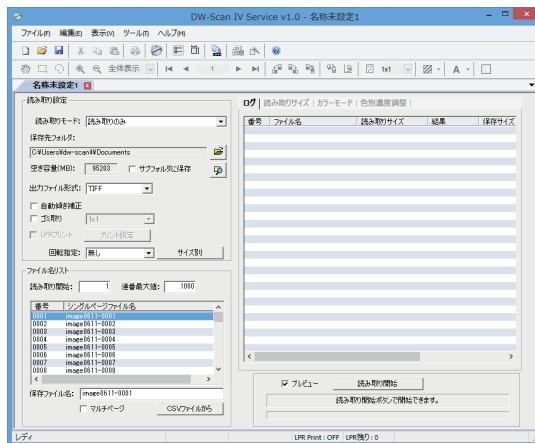 DW-Scan IV Service v1.0 - 名称未設定1
ファイル(F) 編集(E) 表示(V) ツール(T) ヘルプ(H)
全体表示 1 1x1 A
名称未設定1
読み取り設定
読み取りモード: 読み取りのみ
保存先フォルダ:
C:¥Users¥dw-scan4¥Documents
空き容量(MB): 95203 サブフォルダに保存
出力ファイル形式: TIFF
自動傾き補正
ゴミ取り 1x1
LPRプリント プリント設定
回転指定: 無し サイズ別
ファイル名リスト
読み取り開始: 1 連番最大値: 1000
番号 シングルページファイル名
0001 image0611-0001
0002 image0611-0002
0003 image0611-0003
0004 image0611-0004
0005 image0611-0005
0006 image0611-0006
0007 image0611-0007
0008 image0611-0008
保存ファイル名: image0611-0001
マルチページ CSVファイルから
ログ 読み取りサイズ カラーモード 色別濃度調整
番号 ファイル名 読み取りサイズ 結果 保存サイズ
プレビュー 読み取り開始
読み取り開始ボタンで開始できます。
レディ LPR Print : OFF LPR残り : 0